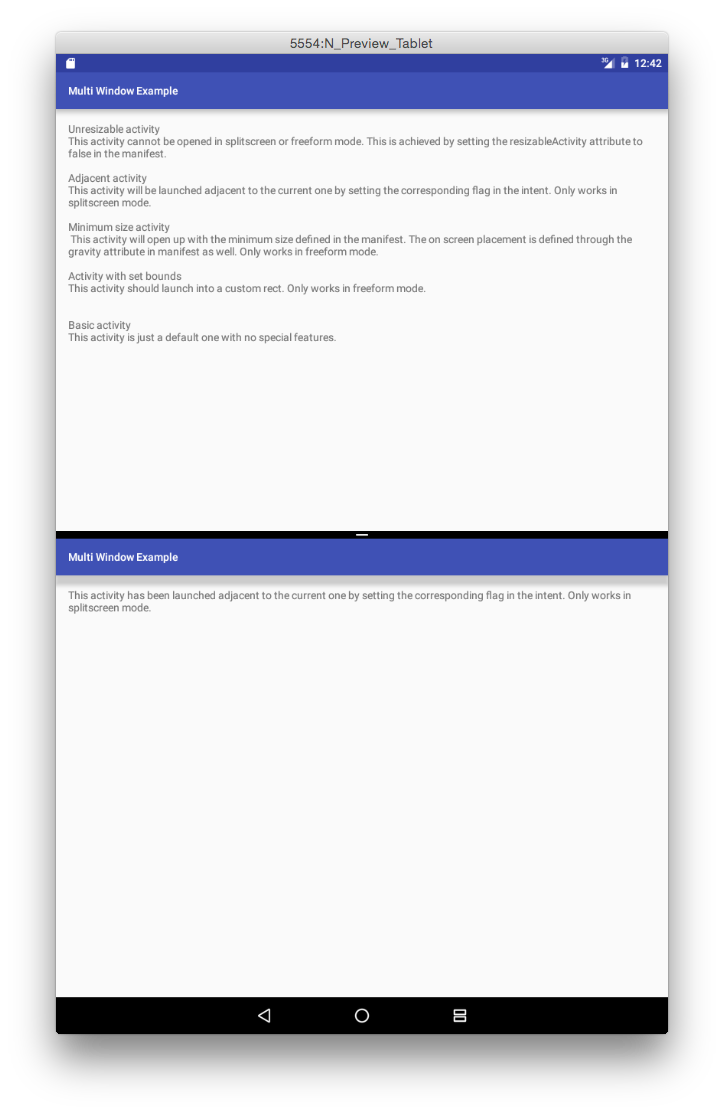 5554:N_Preview_Tablet
3G 12:42
Multi Window Example
Unresizable activity
This activity cannot be opened in splitscreen or freeform mode. This is achieved by setting the resizableActivity attribute to
false in the manifest.
Adjacent activity
This activity will be launched adjacent to the current one by setting the corresponding flag in the intent. Only works in
splitscreen mode.
Minimum size activity
This activity will open up with the minimum size defined in the manifest. The on screen placement is defined through the
gravity attribute in manifest as well. Only works in freeform mode.
Activity with set bounds
This activity should launch into a custom rect. Only works in freeform mode.
Basic activity
This activity is just a default one with no special features.
Multi Window Example
This activity has been launched adjacent to the current one by setting the corresponding flag in the intent. Only works in
splitscreen mode.